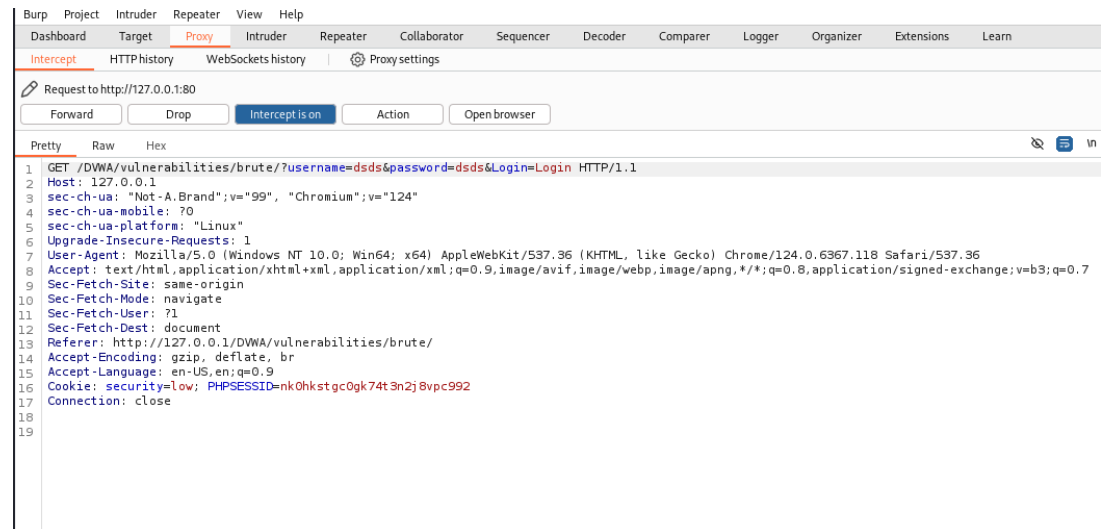 Burp Project Intruder Repeater View Help
Dashboard Target Proxy Intruder Repeater Collaborator Sequencer Decoder Comparer Logger Organizer Extensions Learn
Intercept HTTP history WebSockets history Proxy settings
Request to http://127.0.0.1:80
Forward Drop Intercept is on Action Open browser
Pretty Raw Hex \n
1 GET /DVWA/vulnerabilities/brute/?username=dsds&password=dsds&Login=Login HTTP/1.1
2 Host: 127.0.0.1
3 sec-ch-ua: "Not-A.Brand";v="99", "Chromium";v="124"
4 sec-ch-ua-mobile: ?0
5 sec-ch-ua-platform: "Linux"
6 Upgrade-Insecure-Requests: 1
7 User-Agent: Mozilla/5.0 (Windows NT 10.0; Win64; x64) AppleWebKit/537.36 (KHTML, like Gecko) Chrome/124.0.6367.118 Safari/537.36
8 Accept: text/html,application/xhtml+xml,application/xml;q=0.9,image/avif,image/webp,image/apng,*/*;q=0.8,application/signed-exchange;v=b3;q=0.7
9 Sec-Fetch-Site: same-origin
10 Sec-Fetch-Mode: navigate
11 Sec-Fetch-User: ?1
12 Sec-Fetch-Dest: document
13 Referer: http://127.0.0.1/DVWA/vulnerabilities/brute/
14 Accept-Encoding: gzip, deflate, br
15 Accept-Language: en-US,en;q=0.9
16 Cookie: security=low; PHPSESSID=nk0hkstgc0gk74t3n2j8vpc992
17 Connection: close
18
19